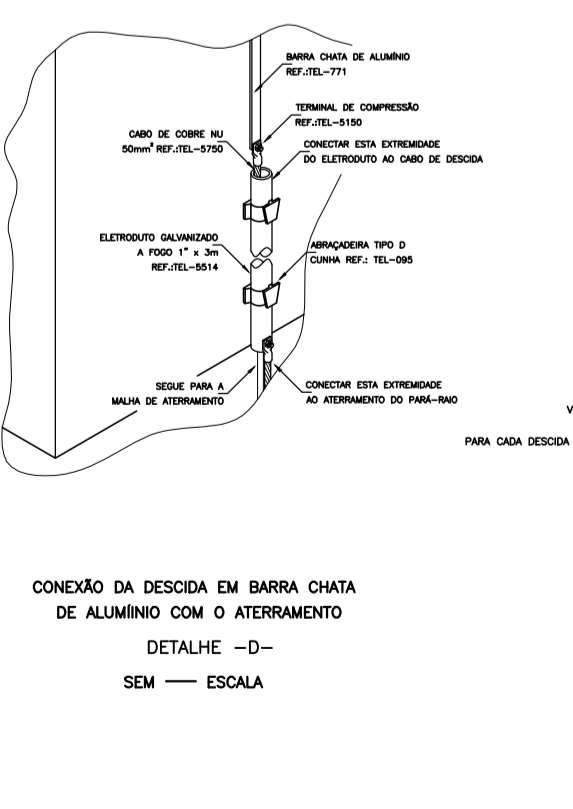 BARRA CHATA DE ALUMÍNIO
REF.:TEL-771
TERMINAL DE COMPRESSÃO
REF.:TEL-5150
CABO DE COBRE NU
50mm² REF.:TEL-5750
CONECTAR ESTA EXTREMIDADE
DO ELETRODUTO AO CABO DE DESCIDA
ELETRODUTO GALVANIZADO
A FOGO 1" x 3m
REF.:TEL-5514
ABRAÇADEIRA TIPO D
CUNHA REF.: TEL-095
SEGUE PARA A
MALHA DE ATERRAMENTO
CONECTAR ESTA EXTREMIDADE
AO ATERRAMENTO DO PARÁ-RAIO
V
PARA CADA DESCIDA
CONEXÃO DA DESCIDA EM BARRA CHATA
DE ALUMÍINIO COM O ATERRAMENTO
DETALHE -D-
SEM — ESCALA